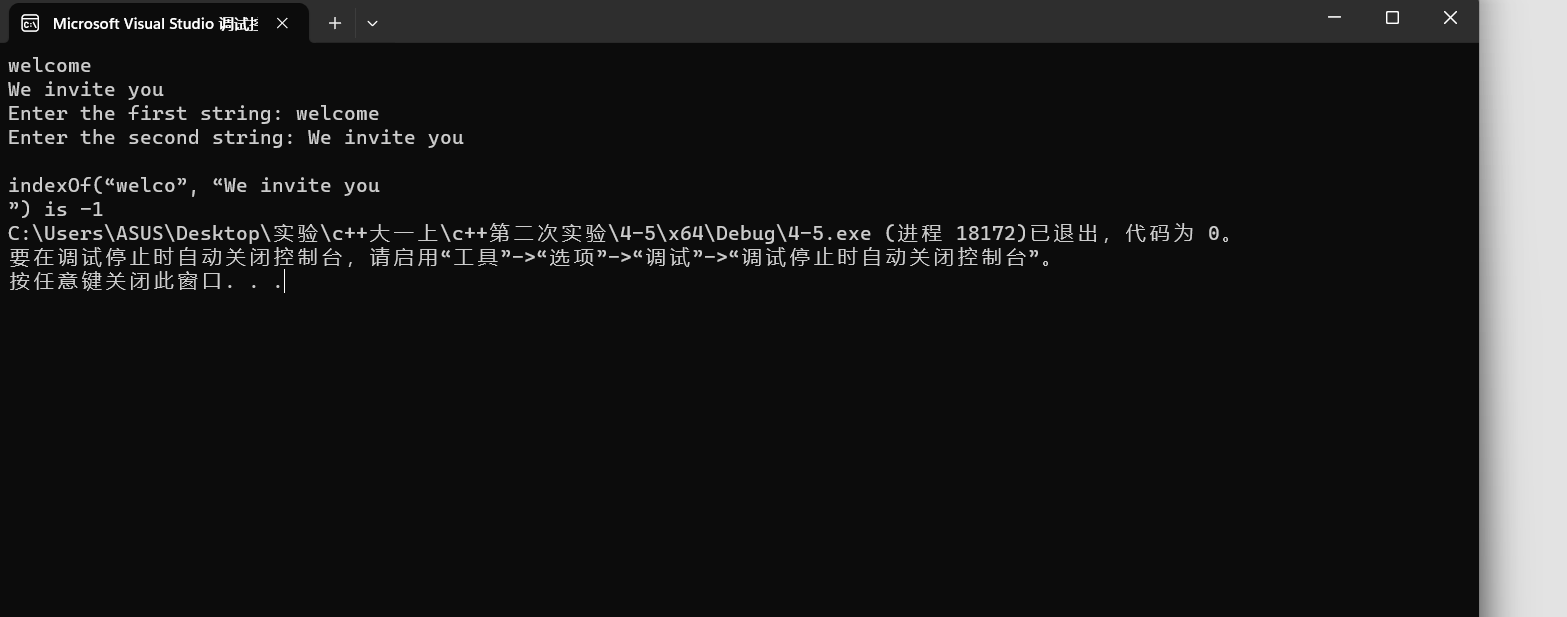 Microsoft Visual Studio 调试
welcome
We invite you
Enter the first string: welcome
Enter the second string: We invite you
indexOf(“welco”, “We invite you
”) is -1
C:\Users\ASUS\Desktop\实验\c++大一上\c++第二次实验\4-5\x64\Debug\4-5.exe (进程 18172)已退出，代码为 0。
要在调试停止时自动关闭控制台，请启用“工具”->“选项”->“调试”->“调试停止时自动关闭控制台”。
按任意键关闭此窗口. . .